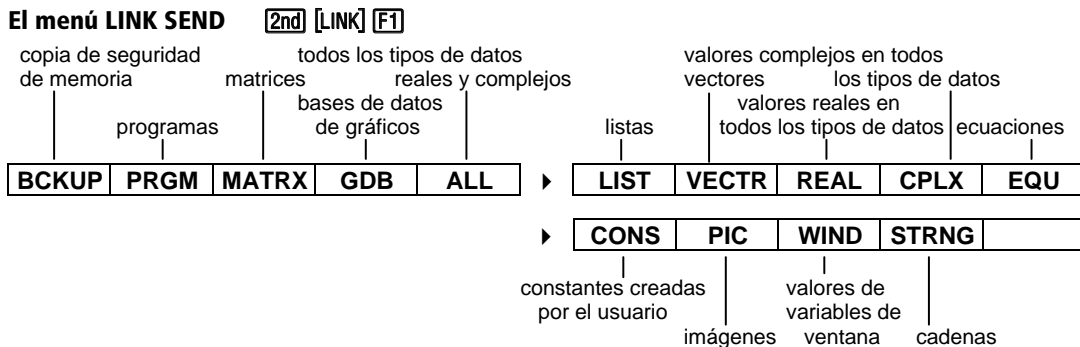 El menú LINK SEND 2nd [LINK] F1
copia de seguridad todos los tipos de datos valores complejos en todos
de memoria matrices reales y complejos vectores los tipos de datos
bases de datos valores reales en
programas de gráficos listas todos los tipos de datos ecuaciones
BCKUP PRGM MATRX GDB ALL ▶ LIST VECTR REAL CPLX EQU
▶ CONS PIC WIND STRNG
constantes creadas valores de
por el usuario variables de
imágenes ventana cadenas